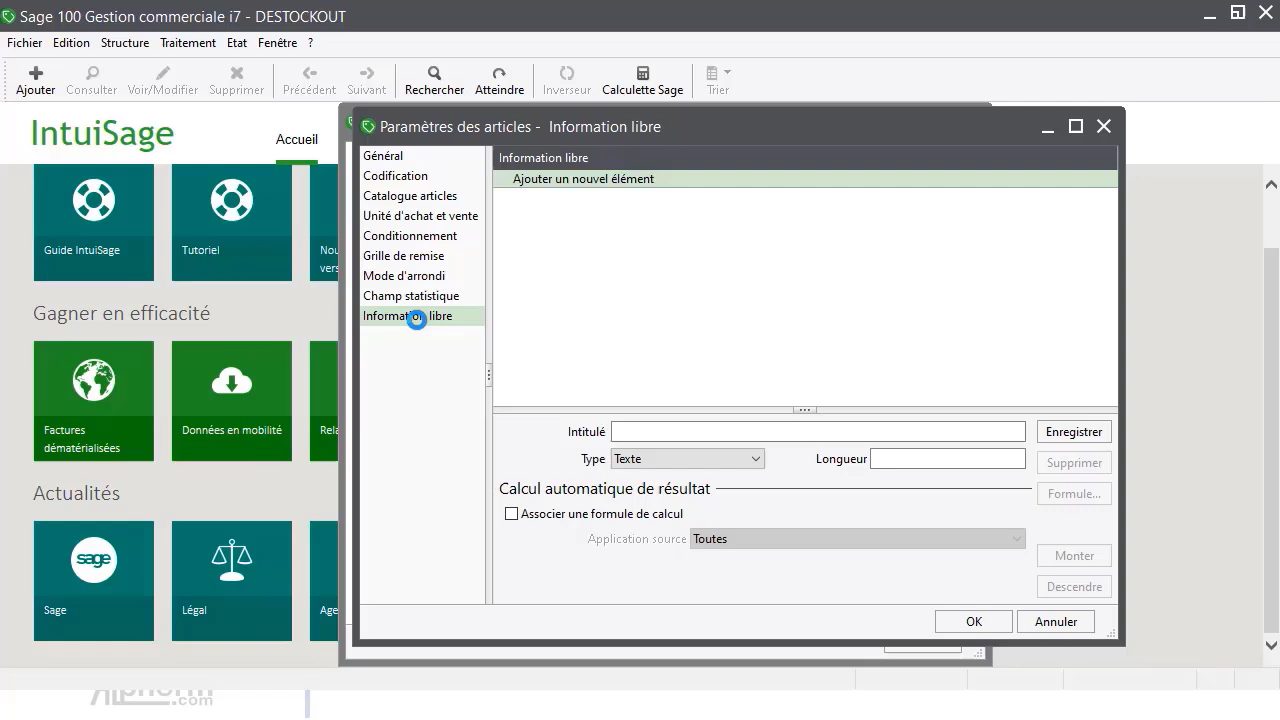 Sage 100 Gestion commerciale i7 - DESTOCKOUT
Fichier Edition Structure Traitement Etat Fenêtre ?
Ajouter Consulter Voir/Modifier Supprimer Précédent Suivant Rechercher Atteindre Inverseur Calculette Sage Trier
IntuiSage
Accueil
Guide IntuiSage
Tutoriel
Gagner en efficacité
Factures
dématérialisées
Données en mobilité
Actualités
sage
Sage
Légal
Paramètres des articles - Information libre
Général
Codification
Catalogue articles
Unité d'achat et vente
Conditionnement
Grille de remise
Mode d'arrondi
Champ statistique
Information libre
Information libre
Ajouter un nouvel élément
Intitulé
Enregistrer
Type Texte
Longueur
Supprimer
Calcul automatique de résultat
Formule...
Associer une formule de calcul
Application source Toutes
Monter
Descendre
OK
Annuler
.com